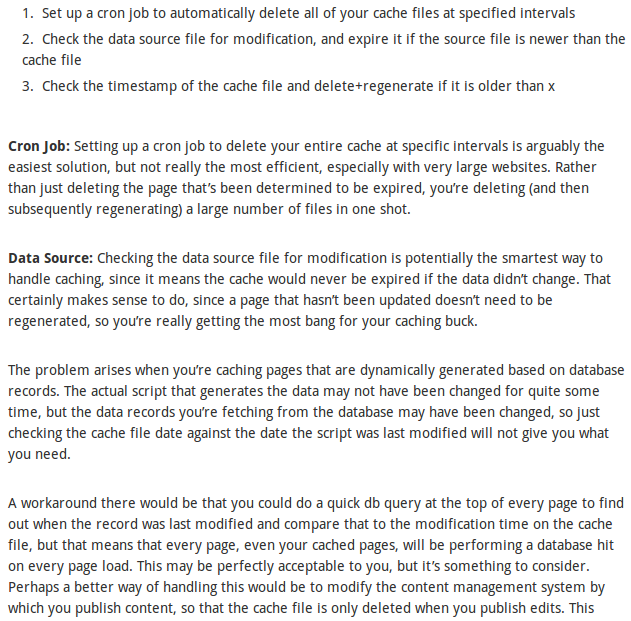 1. Set up a cron job to automatically delete all of your cache files at specified intervals
2. Check the data source file for modification, and expire it if the source file is newer than the
cache file
3. Check the timestamp of the cache file and delete+regenerate if it is older than x
Cron Job: Setting up a cron job to delete your entire cache at specific intervals is arguably the
easiest solution, but not really the most efficient, especially with very large websites. Rather
than just deleting the page that’s been determined to be expired, you’re deleting (and then
subsequently regenerating) a large number of files in one shot.
Data Source: Checking the data source file for modification is potentially the smartest way to
handle caching, since it means the cache would never be expired if the data didn’t change. That
certainly makes sense to do, since a page that hasn’t been updated doesn’t need to be
regenerated, so you’re really getting the most bang for your caching buck.
The problem arises when you’re caching pages that are dynamically generated based on database
records. The actual script that generates the data may not have been changed for quite some
time, but the data records you’re fetching from the database may have been changed, so just
checking the cache file date against the date the script was last modified will not give you what
you need.
A workaround there would be that you could do a quick db query at the top of every page to find
out when the record was last modified and compare that to the modification time on the cache
file, but that means that every page, even your cached pages, will be performing a database hit
on every page load. This may be perfectly acceptable to you, but it’s something to consider.
Perhaps a better way of handling this would be to modify the content management system by
which you publish content, so that the cache file is only deleted when you publish edits. This